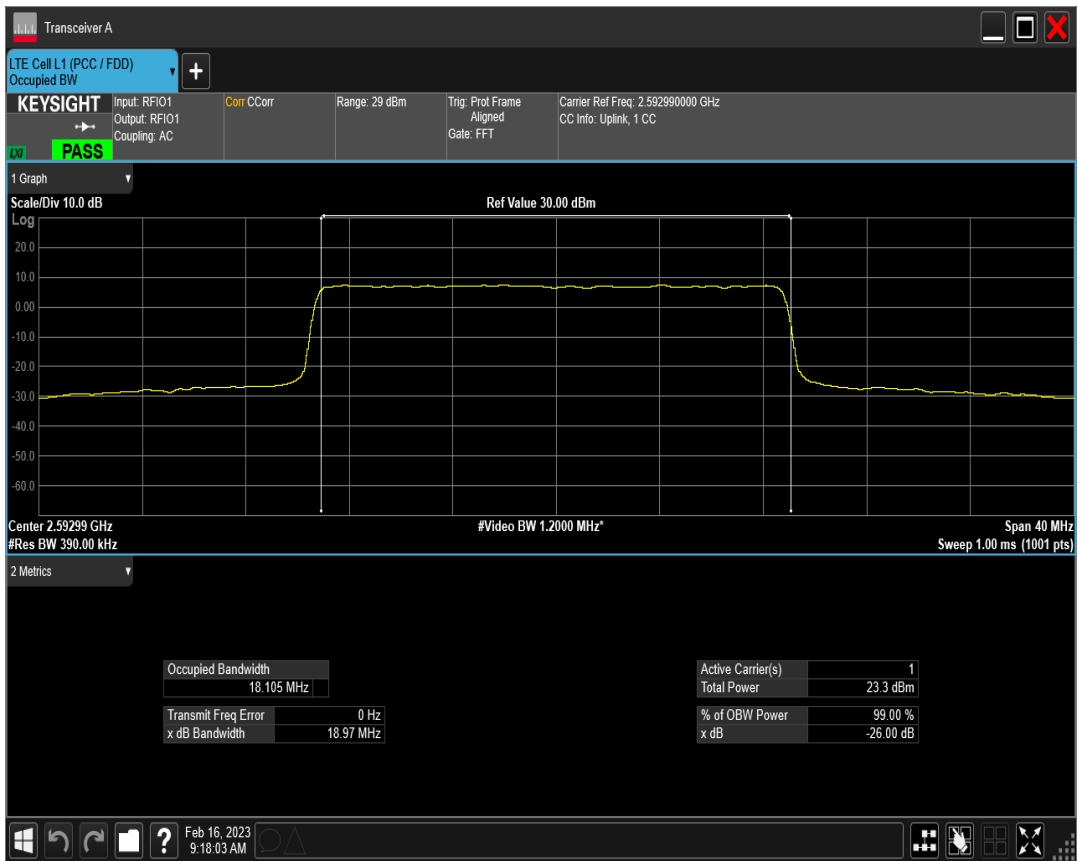 Transceiver A
LTE Cell L1 (PCC / FDD)
Occupied BW
+
KEYSIGHT
LXI
PASS
Input: RFIO1
Output: RFIO1
Coupling: AC
Corr CCorr
Range: 29 dBm
Trig: Prot Frame
Aligned
Gate: FFT
Carrier Ref Freq: 2.592990000 GHz
CC Info: Uplink, 1 CC
1 Graph
Scale/Div 10.0 dB
Ref Value 30.00 dBm
Log
20.0
10.0
0.00
-10.0
-20.0
-30.0
-40.0
-50.0
-60.0
Center 2.59299 GHz
#Video BW 1.2000 MHz*
Span 40 MHz
#Res BW 390.00 kHz
Sweep 1.00 ms (1001 pts)
2 Metrics
Occupied Bandwidth
18.105 MHz
Transmit Freq Error 0 Hz
x dB Bandwidth 18.97 MHz
Active Carrier(s) 1
Total Power 23.3 dBm
% of OBW Power 99.00 %
x dB -26.00 dB
?
Feb 16, 2023
9:18:03 AM